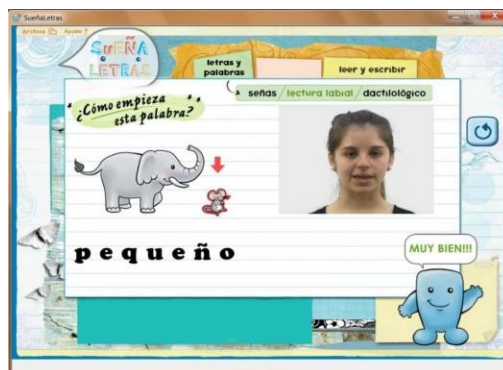 SueñaLetras
Archivo Ayuda ?
SUEÑA
LETRAS
letras y
palabras
leer y escribir
señas / lectura labial / dactilológico
¿Cómo empieza
esta palabra?
pequeño
MUY BIEN!!!